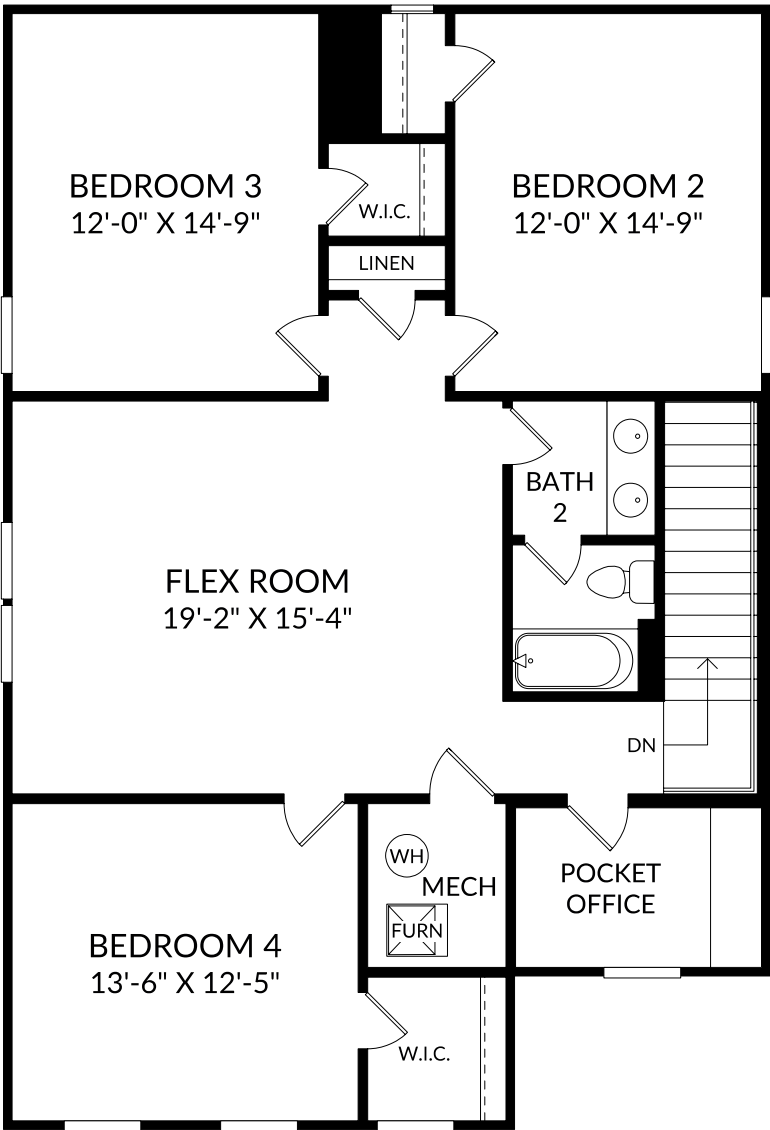 BEDROOM 3
12'-0" X 14'-9"
BEDROOM 2
12'-0" X 14'-9"
W.I.C.
LINEN
BATH
2
FLEX ROOM
19'-2" X 15'-4"
DN
WH
MECH
FURN
POCKET
OFFICE
BEDROOM 4
13'-6" X 12'-5"
W.I.C.